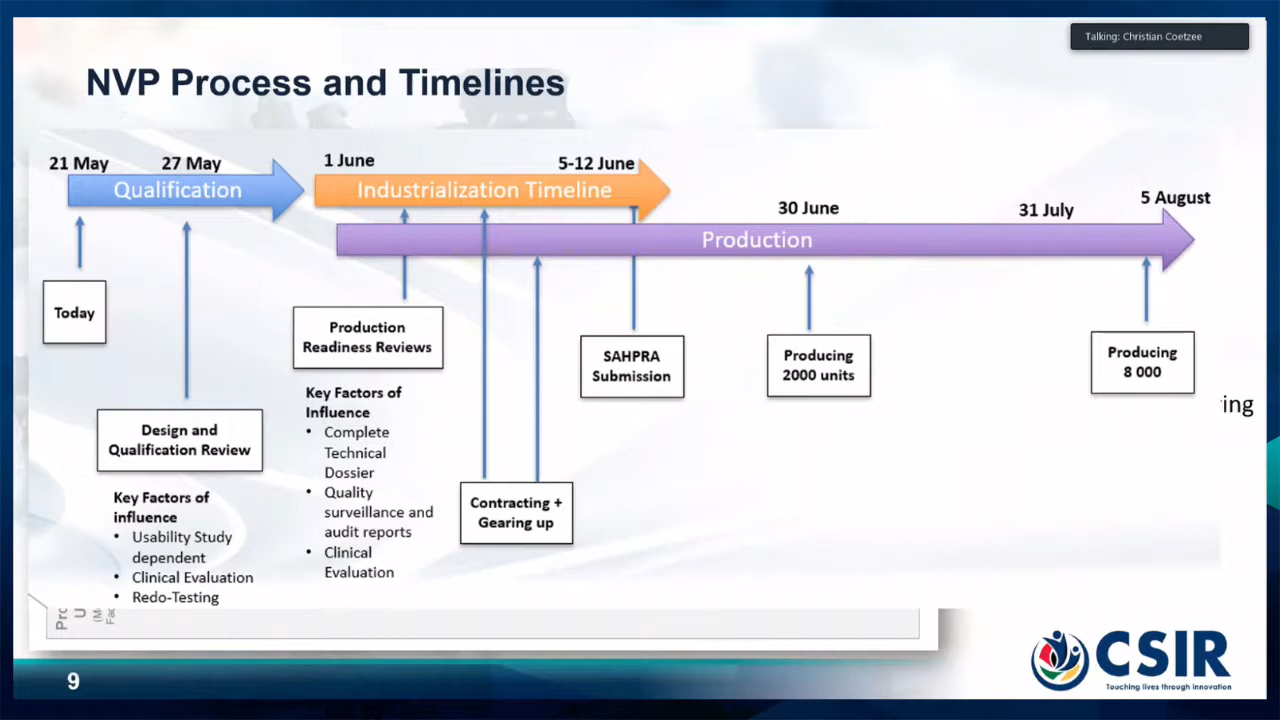 Talking: Christian Coetzee
NVP Process and Timelines
21 May
27 May
1 June
5-12 June
Qualification
Industrialization Timeline
30 June
31 July
5 August
Production
Today
Production
Readiness Reviews
SAHPRA
Submission
Producing
2000 units
Producing
8 000
ing
Design and
Qualification Review
Key Factors of
influence
• Usability Study
dependent
• Clinical Evaluation
• Redo-Testing
Key Factors of
Influence
• Complete
Technical
Dossier
• Quality
surveillance and
audit reports
• Clinical
Evaluation
Contracting +
Gearing up
9
CSIR
Touching lives through innovation